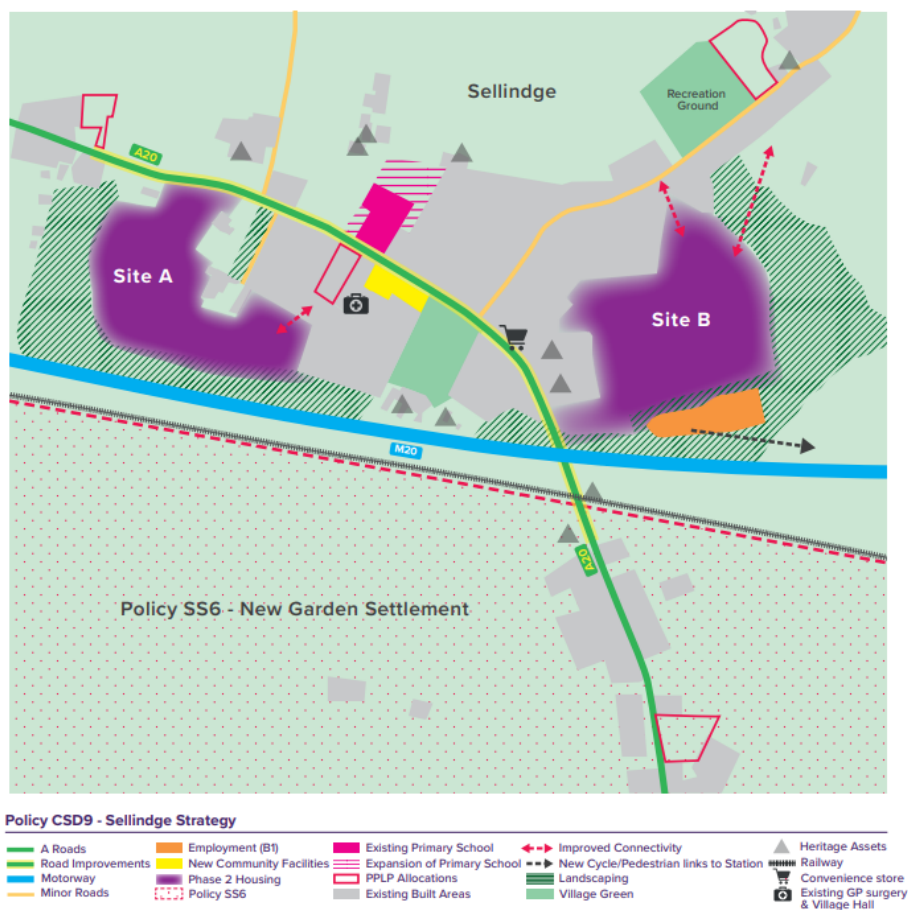 Sellindge
Recreation
Ground
A20
Site A
Site B
M20
A20
Policy SS6 - New Garden Settlement
Policy CSD9 - Sellindge Strategy
A Roads
Road Improvements
Motorway
Minor Roads
Employment (B1)
New Community Facilities
Phase 2 Housing
Policy SS6
Existing Primary School
Expansion of Primary School
PPLP Allocations
Existing Built Areas
Improved Connectivity
New Cycle/Pedestrian links to Station
Landscaping
Village Green
Heritage Assets
Railway
Convenience store
Existing GP surgery
& Village Hall